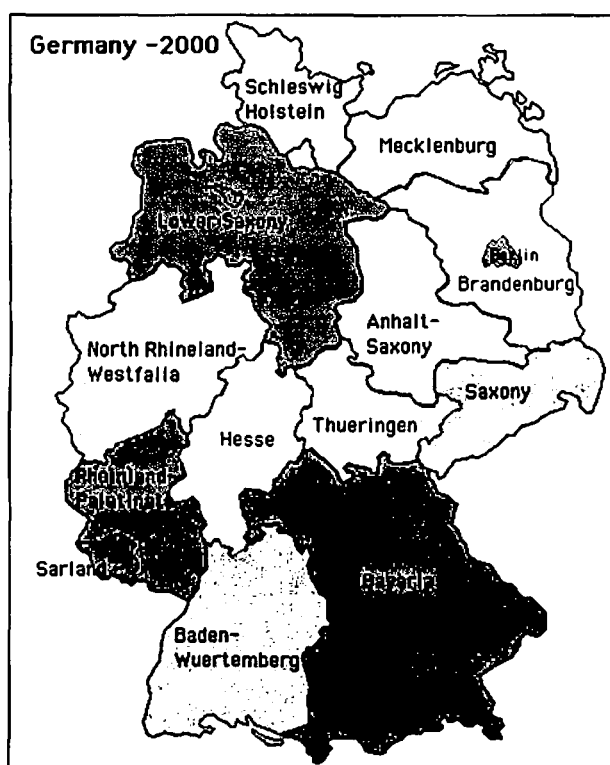 Germany -2000
Schleswig
Holstein
Mecklenburg
Lower Saxony
Berlin
Brandenburg
Anhalt-
Saxony
North Rhineland-
Westfalia
Saxony
Thueringen
Hesse
Rheinland-
Palatinat
Sarland
Bavaria
Baden-
Wuertemberg